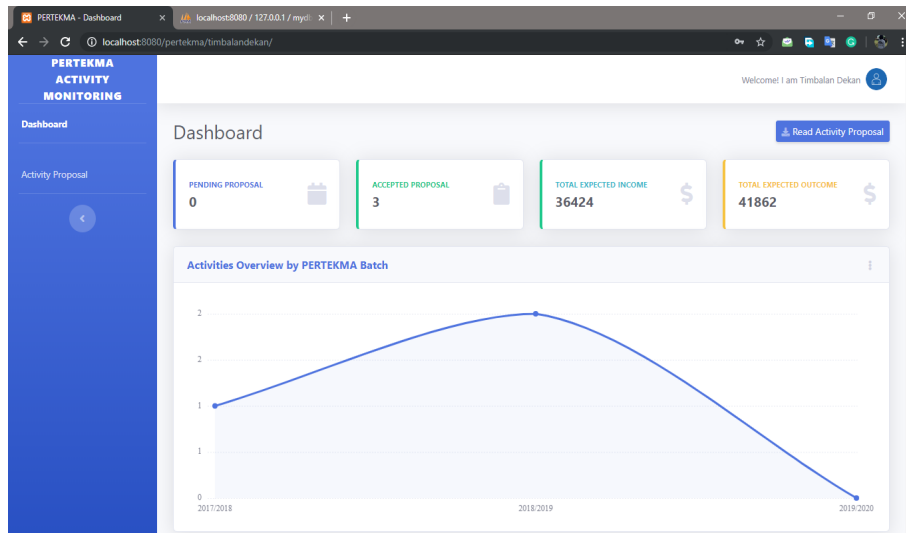 PERTEKMA - Dashboard
localhost:8080 / 127.0.0.1 / mydb
localhost:8080/pertekma/timbalandekan/
PERTEKMA
ACTIVITY
MONITORING
Welcome! I am Timbalan Dekan
Dashboard
Activity Proposal
Dashboard
Read Activity Proposal
PENDING PROPOSAL
0
ACCEPTED PROPOSAL
3
TOTAL EXPECTED INCOME
36424
TOTAL EXPECTED OUTCOME
41862
Activities Overview by PERTEKMA Batch
2
2
1
1
0
2017/2018
2018/2019
2019/2020